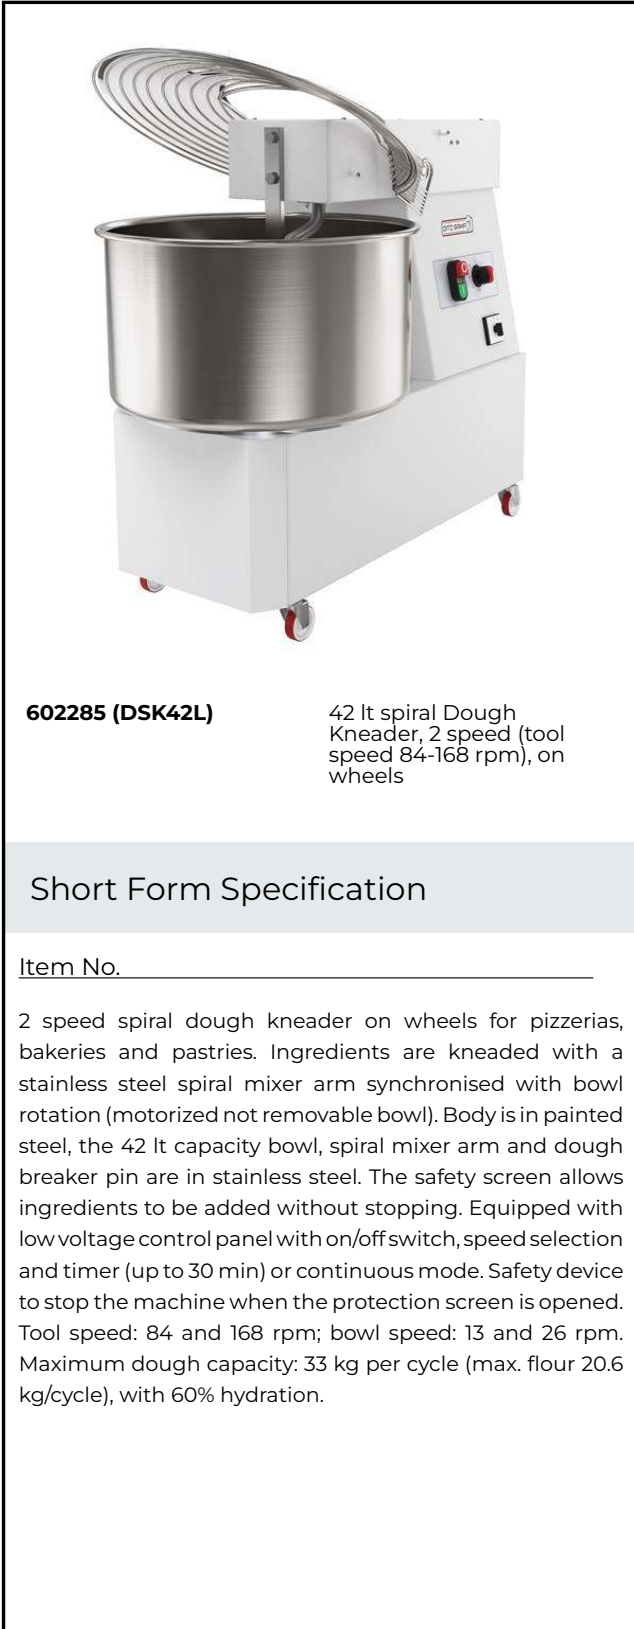 602285 (DSK42L)
42 lt spiral Dough
Kneader, 2 speed (tool
speed 84-168 rpm), on
wheels
Short Form Specification
Item No.
2 speed spiral dough kneader on wheels for pizzerias,
bakeries and pastries. Ingredients are kneaded with a
stainless steel spiral mixer arm synchronised with bowl
rotation (motorized not removable bowl). Body is in painted
steel, the 42 lt capacity bowl, spiral mixer arm and dough
breaker pin are in stainless steel. The safety screen allows
ingredients to be added without stopping. Equipped with
low voltage control panel with on/off switch, speed selection
and timer (up to 30 min) or continuous mode. Safety device
to stop the machine when the protection screen is opened.
Tool speed: 84 and 168 rpm; bowl speed: 13 and 26 rpm.
Maximum dough capacity: 33 kg per cycle (max. flour 20.6
kg/cycle), with 60% hydration.